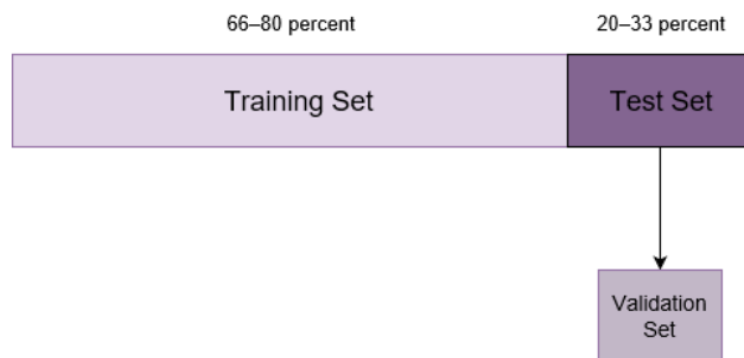 66–80 percent
20–33 percent
Training Set
Test Set
Validation
Set